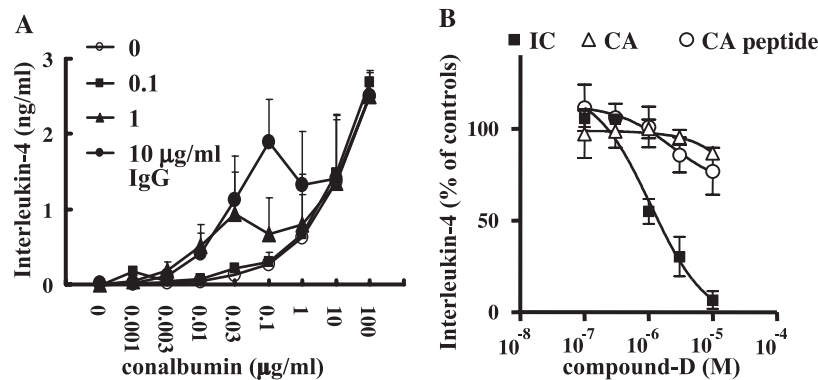 A
0
0.1
1
10 μg/ml
IgG
Interleukin-4 (ng/ml)
3
2
1
0
0 0.001 0.003 0.01 0.03 0.1 1 10 100
conalbumin (μg/ml)
B
IC CA CA peptide
Interleukin-4 (% of controls)
100
50
0
10-8 10-7 10-6 10-5 10-4
compound-D (M)